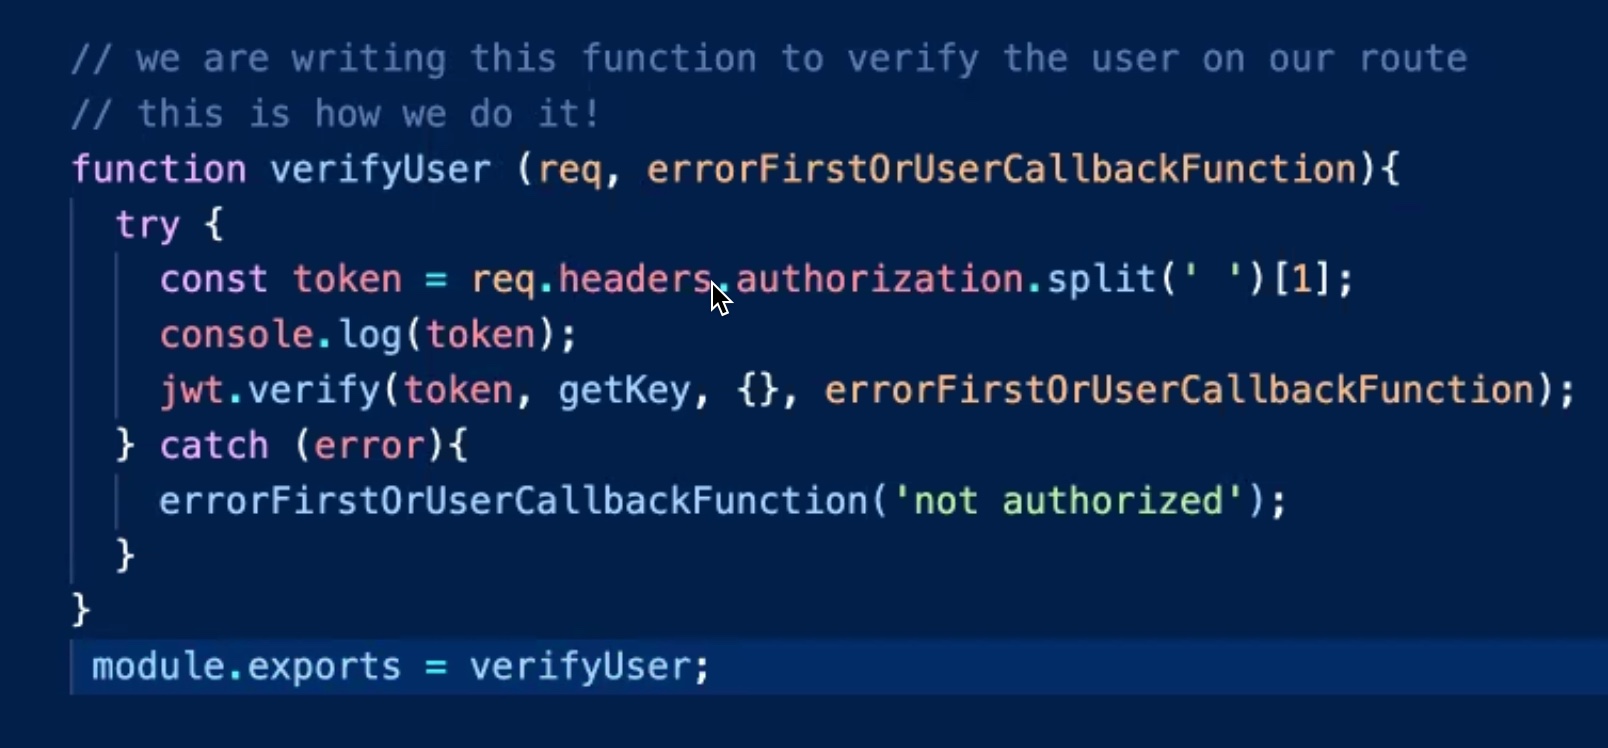 // we are writing this function to verify the user on our route
// this is how we do it!
function verifyUser (req, errorFirstOrUserCallbackFunction){
  try {
    const token = req.headers.authorization.split(' ')[1];
    console.log(token);
    jwt.verify(token, getKey, {}, errorFirstOrUserCallbackFunction);
  } catch (error){
    errorFirstOrUserCallbackFunction('not authorized');
  }
}
 module.exports = verifyUser;